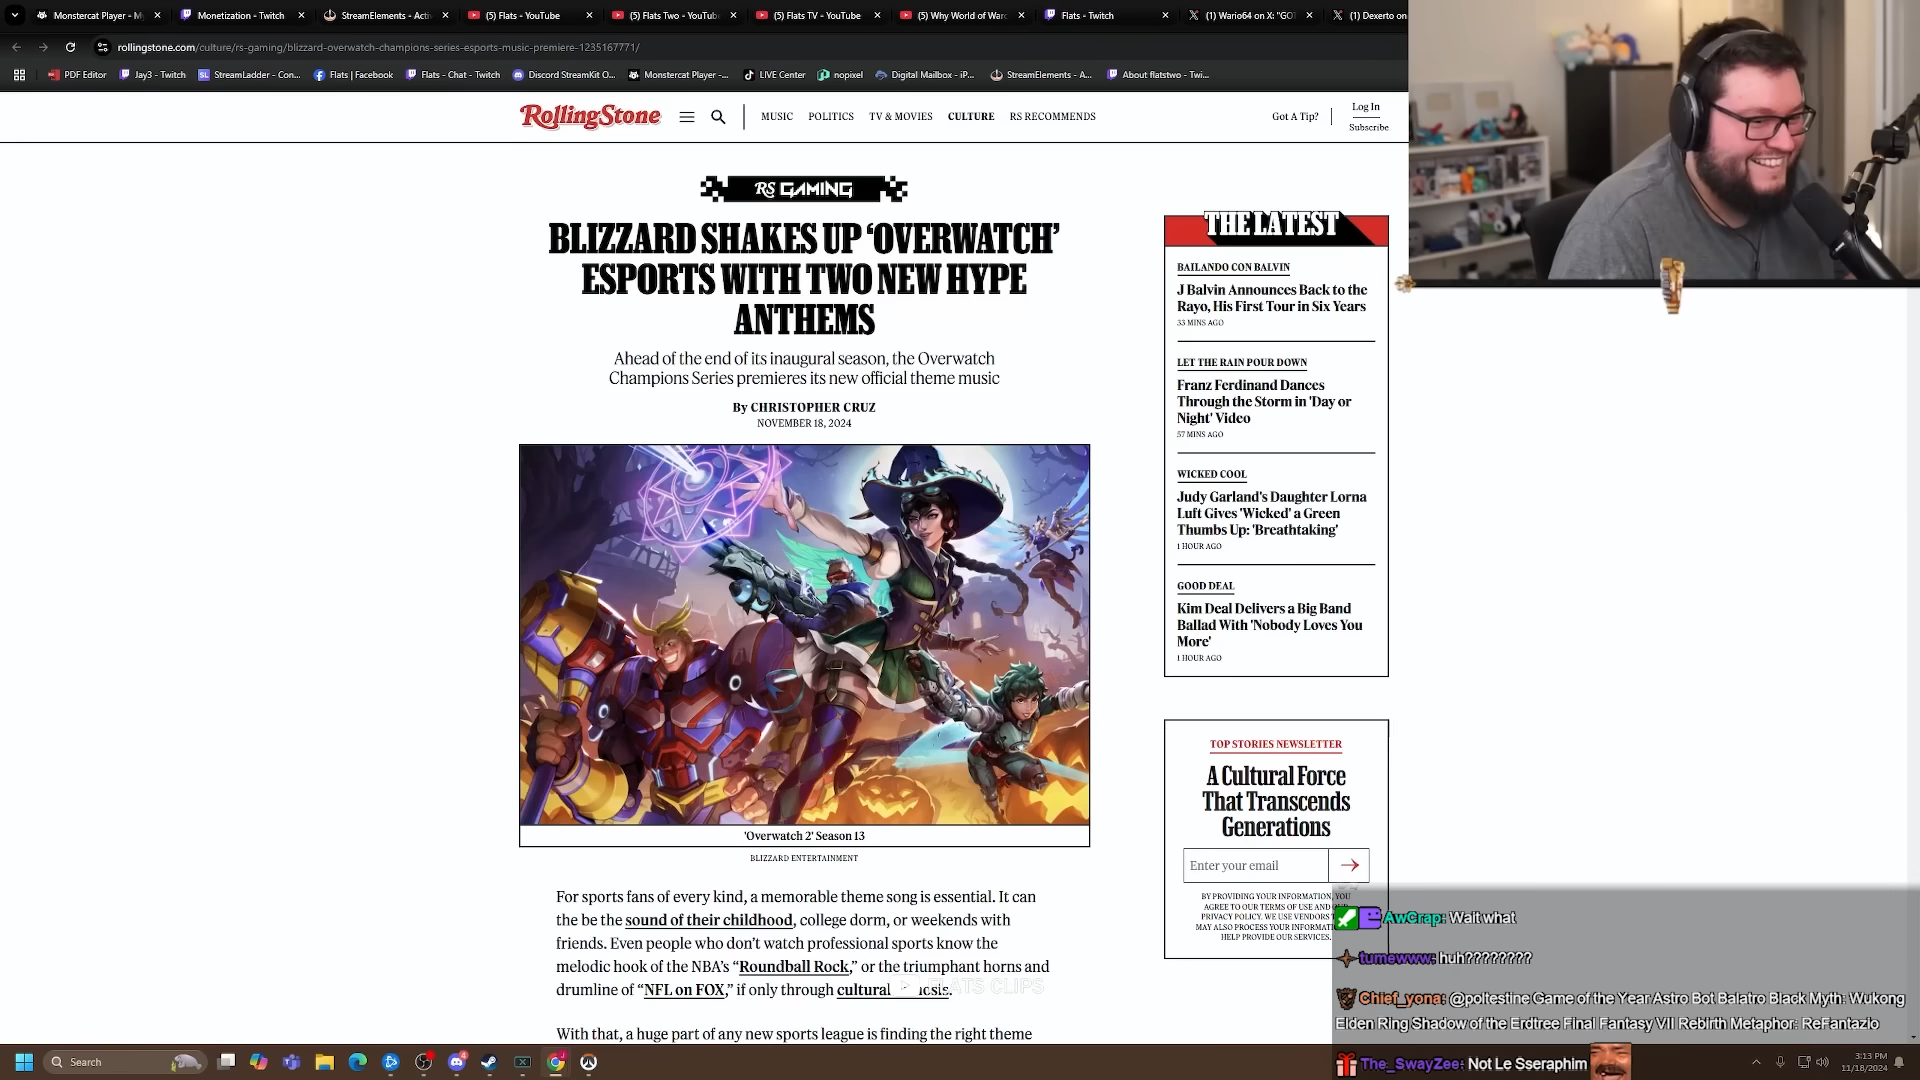 Monstercat Player - My
Monetization - Twitch
StreamElements - Activ
(5) Flats - YouTube
(5) Flats Two - YouTube
(5) Flats TV - YouTube
(5) Why World of Warc
Flats - Twitch
(1) Wario64 on X: "GOT
(1) Dexerto on
rollingstone.com/culture/rs-gaming/blizzard-overwatch-champions-series-esports-music-premiere-1235167771/
PDF Editor
Jay3 - Twitch
StreamLadder - Con...
Flats | Facebook
Flats - Chat - Twitch
Discord StreamKit O...
Monstercat Player -...
LIVE Center
nopixel
Digital Mailbox - iP...
StreamElements - A...
About flatstwo - Twi...
RollingStone
MUSIC POLITICS TV & MOVIES CULTURE RS RECOMMENDS
Got A Tip?
Log In
Subscribe
RS GAMING
BLIZZARD SHAKES UP ‘OVERWATCH’
ESPORTS WITH TWO NEW HYPE
ANTHEMS
Ahead of the end of its inaugural season, the Overwatch
Champions Series premieres its new official theme music
By CHRISTOPHER CRUZ
NOVEMBER 18, 2024
'Overwatch 2' Season 13
BLIZZARD ENTERTAINMENT
For sports fans of every kind, a memorable theme song is essential. It can
the be the sound of their childhood, college dorm, or weekends with
friends. Even people who don’t watch professional sports know the
melodic hook of the NBA’s “Roundball Rock,” or the triumphant horns and
drumline of “NFL on FOX,” if only through cultural
FLATS CLIPS
With that, a huge part of any new sports league is finding the right theme
THE LATEST
BAILANDO CON BALVIN
J Balvin Announces Back to the
Rayo, His First Tour in Six Years
33 MINS AGO
LET THE RAIN POUR DOWN
Franz Ferdinand Dances
Through the Storm in 'Day or
Night' Video
57 MINS AGO
WICKED COOL
Judy Garland's Daughter Lorna
Luft Gives 'Wicked' a Green
Thumbs Up: 'Breathtaking'
1 HOUR AGO
GOOD DEAL
Kim Deal Delivers a Big Band
Ballad With 'Nobody Loves You
More'
1 HOUR AGO
TOP STORIES NEWSLETTER
A Cultural Force
That Transcends
Generations
Enter your email
BY PROVIDING YOUR INFORMATION, YOU
AGREE TO OUR TERMS OF USE AND OUR
PRIVACY POLICY. WE USE VENDORS
MAY ALSO PROCESS YOUR
HELP PROVIDE OUR SERVICES.
AwCrap: Wait what
tumewww: huh????????
Chief_yona: @poltestine Game of the Year Astro Bot Balatro Black Myth: Wukong
Elden Ring Shadow of the Erdtree Final Fantasy VII Rebirth Metaphor: ReFantazio
The_SwayZee: Not Le Sseraphim
Search
3:13 PM
11/18/2024